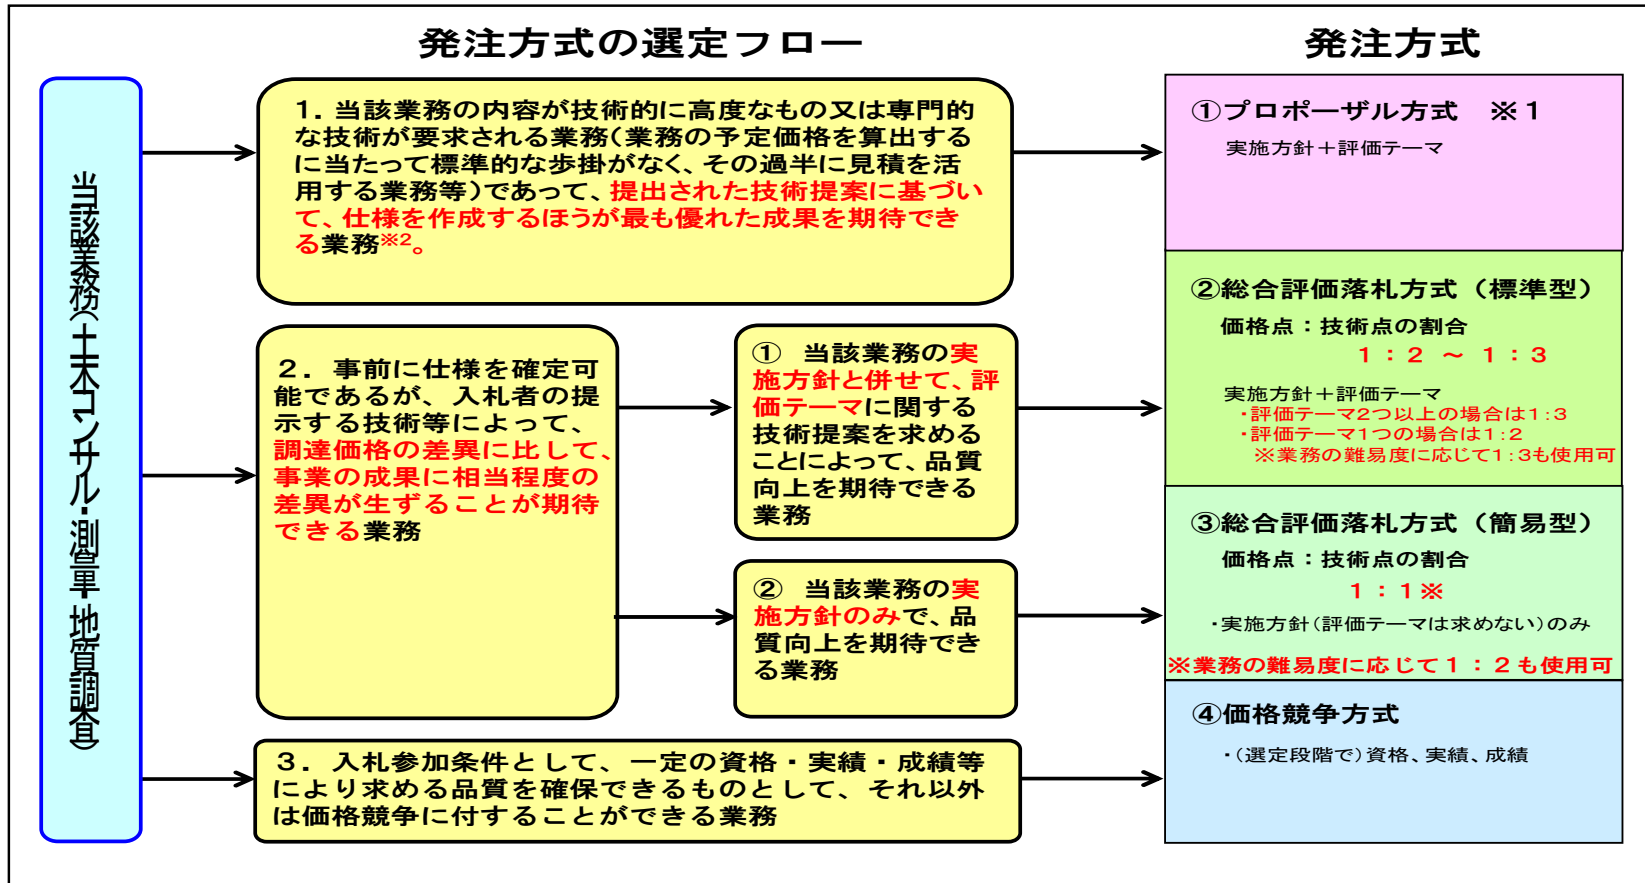 発注方式の選定フロー
発注方式
当該業務(土木コンサル・測量・地質調査)
1. 当該業務の内容が技術的に高度なもの又は専門的
な技術が要求される業務(業務の予定価格を算出する
に当たって標準的な歩掛がなく、その過半に見積を活
用する業務等)であって、提出された技術提案に基づい
て、仕様を作成するほうが最も優れた成果を期待でき
る業務※2。
2. 事前に仕様を確定可
能であるが、入札者の提
示する技術等によって、
調達価格の差異に比して、
事業の成果に相当程度の
差異が生ずることが期待
できる業務
① 当該業務の実
施方針と併せて、評
価テーマに関する
技術提案を求める
ことによって、品質
向上を期待できる
業務
② 当該業務の実
施方針のみで、品
質向上を期待でき
る業務
3. 入札参加条件として、一定の資格・実績・成績等
により求める品質を確保できるものとして、それ以外
は価格競争に付することができる業務
①プロポーザル方式 ※1
実施方針+評価テーマ
②総合評価落札方式(標準型)
価格点:技術点の割合
1:2 ~ 1:3
実施方針+評価テーマ
・評価テーマ2つ以上の場合は1:3
・評価テーマ1つの場合は1:2
※業務の難易度に応じて1:3も使用可
③総合評価落札方式(簡易型)
価格点:技術点の割合
1:1※
・実施方針(評価テーマは求めない)のみ
※業務の難易度に応じて1:2も使用可
④価格競争方式
・(選定段階で)資格、実績、成績